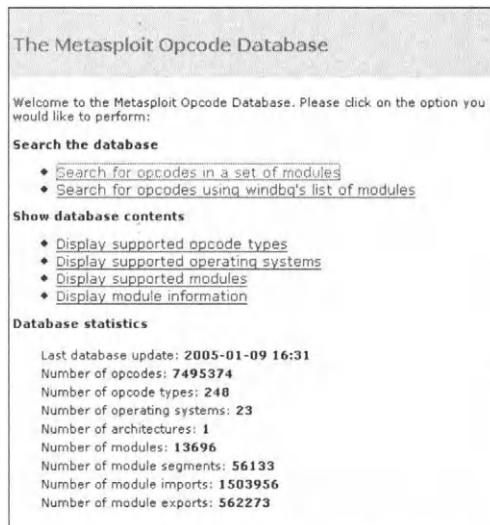 The Metasploit Opcode Database
Welcome to the Metasploit Opcode Database. Please click on the option you
would like to perform:
Search the database
◆ Search for opcodes in a set of modules
◆ Search for opcodes using windbg's list of modules
Show database contents
◆ Display supported opcode types
◆ Display supported operating systems
◆ Display supported modules
◆ Display module information
Database statistics
Last database update: 2005-01-09 16:31
Number of opcodes: 7495374
Number of opcode types: 248
Number of operating systems: 23
Number of architectures: 1
Number of modules: 13696
Number of module segments: 56133
Number of module imports: 1503956
Number of module exports: 562273